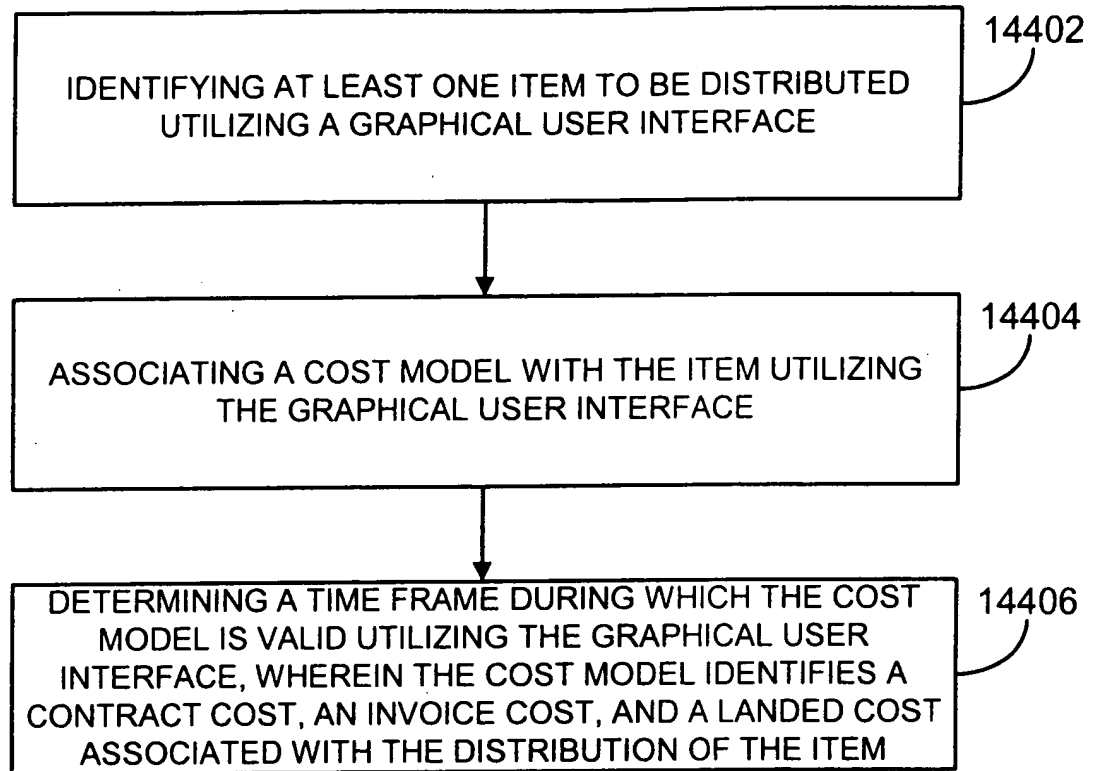 14402
IDENTIFYING AT LEAST ONE ITEM TO BE DISTRIBUTED
UTILIZING A GRAPHICAL USER INTERFACE
14404
ASSOCIATING A COST MODEL WITH THE ITEM UTILIZING
THE GRAPHICAL USER INTERFACE
14406
DETERMINING A TIME FRAME DURING WHICH THE COST
MODEL IS VALID UTILIZING THE GRAPHICAL USER
INTERFACE, WHEREIN THE COST MODEL IDENTIFIES A
CONTRACT COST, AN INVOICE COST, AND A LANDED COST
ASSOCIATED WITH THE DISTRIBUTION OF THE ITEM